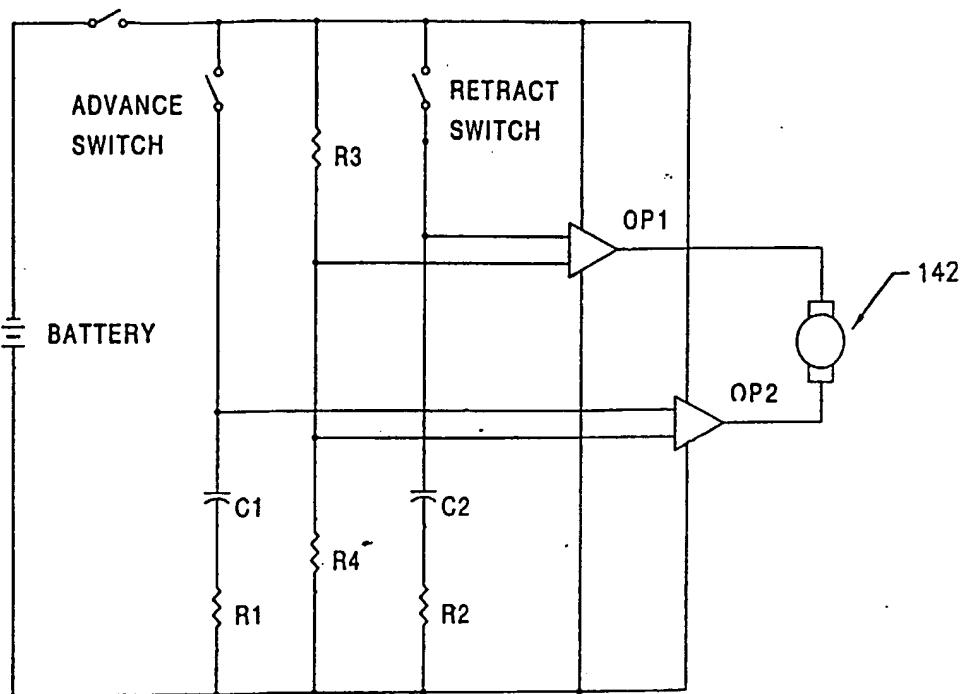 ADVANCE
SWITCH
RETRACT
SWITCH
R3
OP1
142
BATTERY
OP2
C1
C2
R4
R1
R2